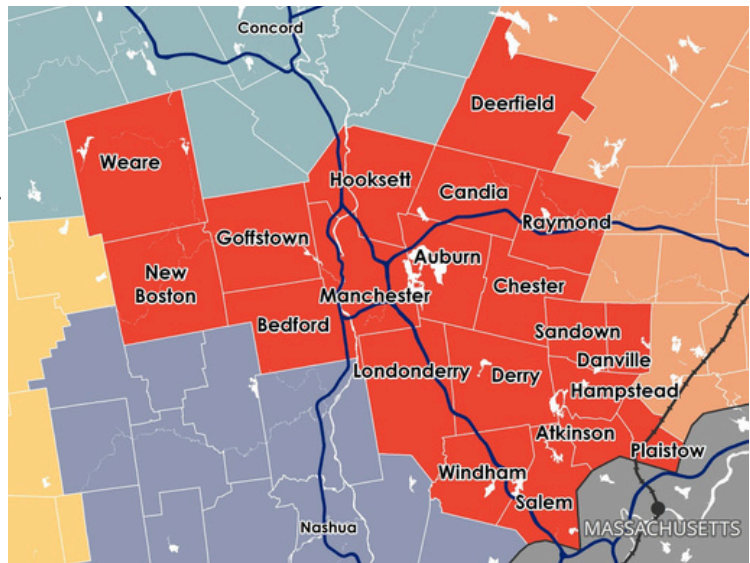 Concord
Deerfield
Weare
Hooksett
Candia
Raymond
Goffstown
Auburn
New
Boston
Chester
Manchester
Bedford
Sandown
Danville
Londonderry
Derry
Hampstead
Atkinson
Plaistow
Windham
Salem
Nashua
MASSACHUSETTS